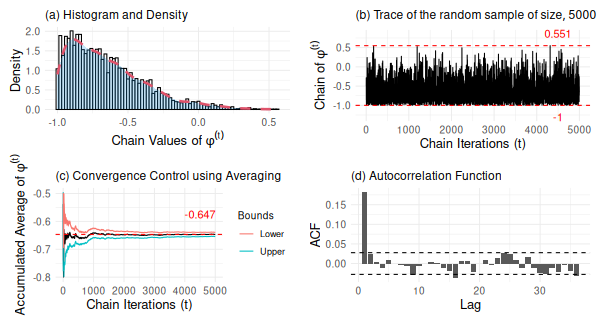 (a) Histogram and Density
Density
2.0
1.5
1.0
0.5
0.0
-1.0
-0.5
0.0
0.5
Chain Values of φ(t)
(b) Trace of the random sample of size, 5000
0.551
Chain of φ(t)
0.5
0.0
-0.5
-1.0
-1
0
1000
2000
3000
4000
5000
Chain Iterations (t)
(c) Convergence Control using Averaging
Accumulated Average of φ(t)
-0.5
-0.6
-0.7
-0.8
-0.647
0
1000
2000
3000
4000
5000
Chain Iterations (t)
Bounds
Lower
Upper
(d) Autocorrelation Function
ACF
0.15
0.10
0.05
0.00
0
10
20
30
Lag